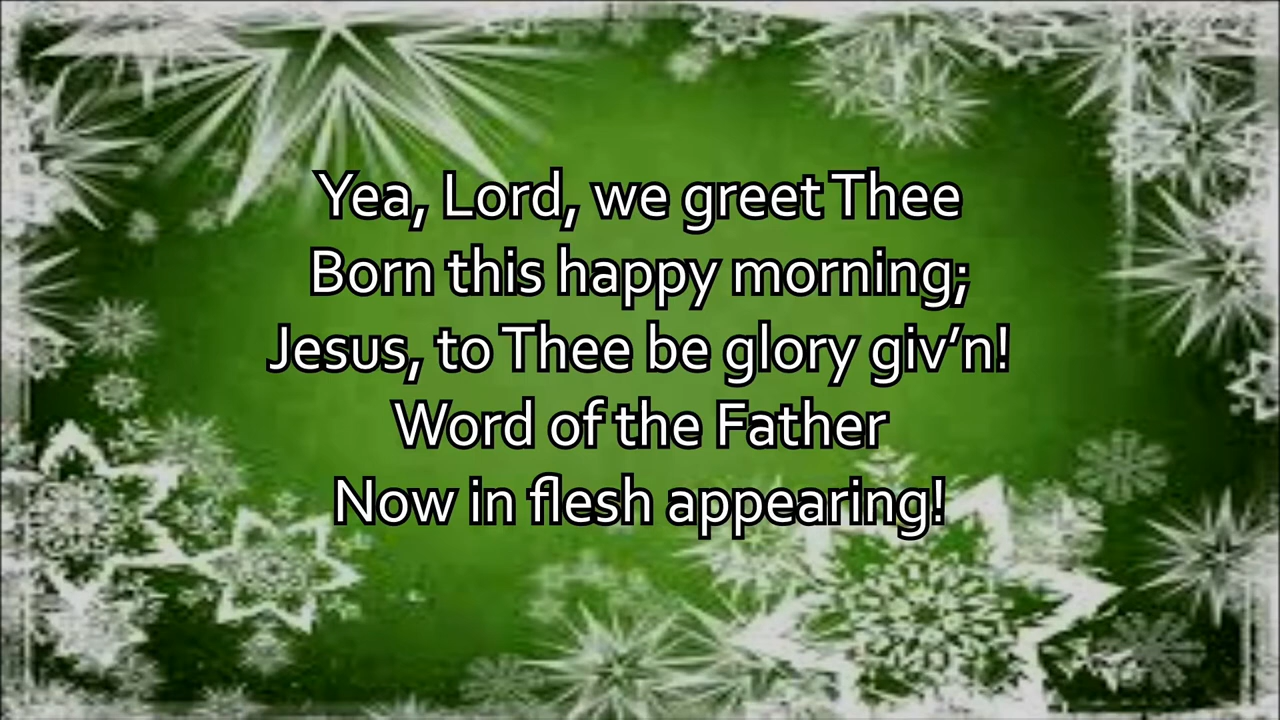 Yea, Lord, we greet Thee
Born this happy morning;
Jesus, to Thee be glory giv’n!
Word of the Father
Now in flesh appearing!